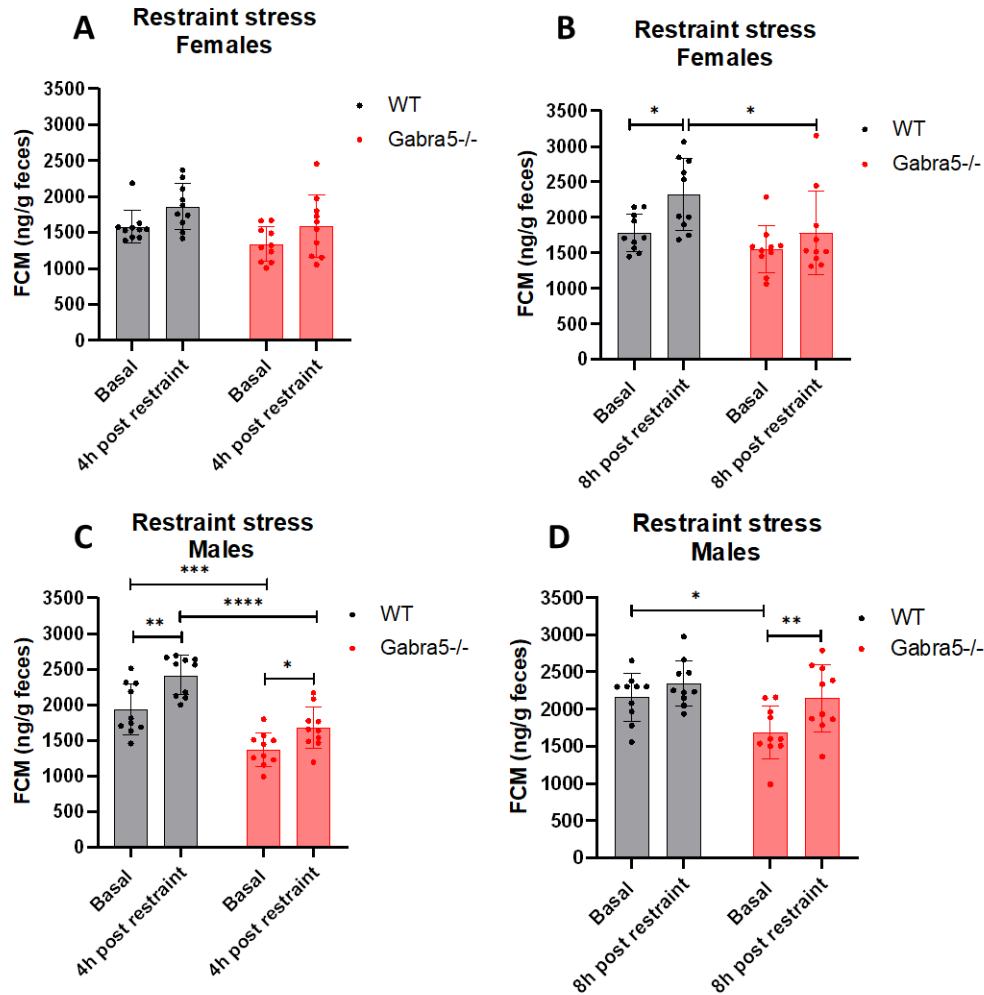 A
Restraint stress
Females
FCM (ng/g feces)
3500
3000
2500
2000
1500
1000
500
0
Basal
4h post restraint
Basal
4h post restraint
WT
Gabra5-/-
B
Restraint stress
Females
FCM (ng/g feces)
3500
3000
2500
2000
1500
1000
500
0
*
*
Basal
8h post restraint
Basal
8h post restraint
WT
Gabra5-/-
C
Restraint stress
Males
FCM (ng/g feces)
3500
3000
2500
2000
1500
1000
500
0
***
****
**
*
Basal
4h post restraint
Basal
4h post restraint
WT
Gabra5-/-
D
Restraint stress
Males
FCM (ng/g feces)
3500
3000
2500
2000
1500
1000
500
0
*
**
Basal
8h post restraint
Basal
8h post restraint
WT
Gabra5-/-